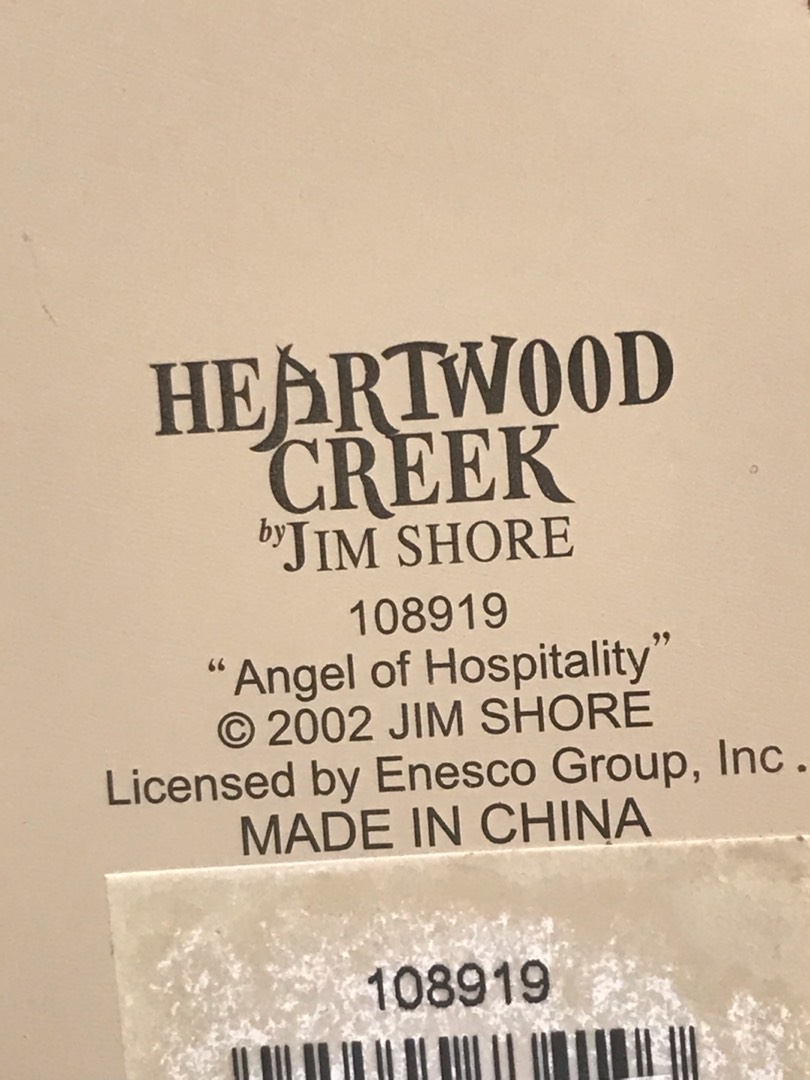 HEARTWOOD
CREEK
by JIM SHORE
108919
“Angel of Hospitality”
© 2002 JIM SHORE
Licensed by Enesco Group, Inc.
MADE IN CHINA
108919